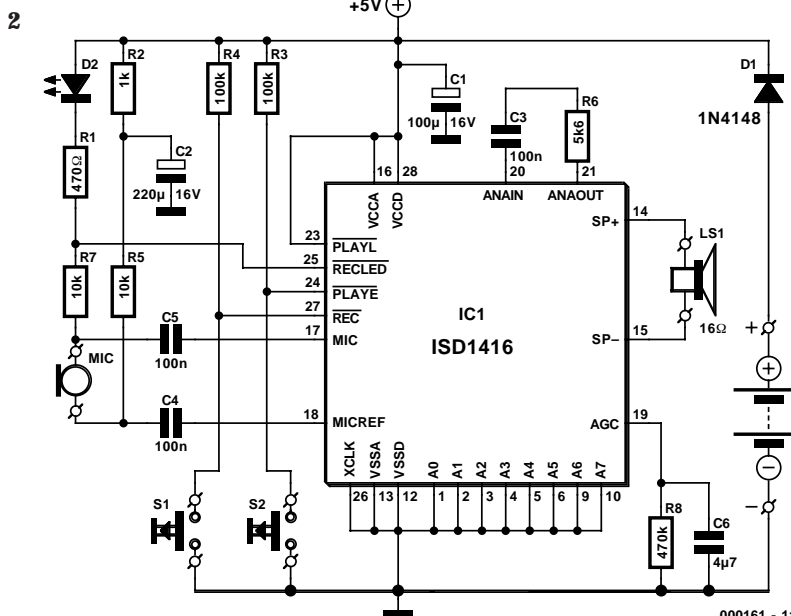 2
+5V
D2
R2
1k
R4
100k
R3
100k
D1
1N4148
C1
100µ 16V
R6
5k6
C3
100n
R1
470Ω
C2
220µ 16V
16 28 20 21
VCCA VCCD ANAIN ANAOUT
23 PLAYL
25 RECLED
24 PLAYE
27 REC
17 MIC
18 MICREF
IC1
ISD1416
SP+ 14
SP– 15
AGC 19
LS1
16Ω
R7
10k
R5
10k
C5
100n
MIC
C4
100n
+
+
–
–
XCLK VSSA VSSD A0 A1 A2 A3 A4 A5 A6 A7
26 13 12 1 2 3 4 5 6 9 10
S1
S2
R8
470k
C6
4µ7